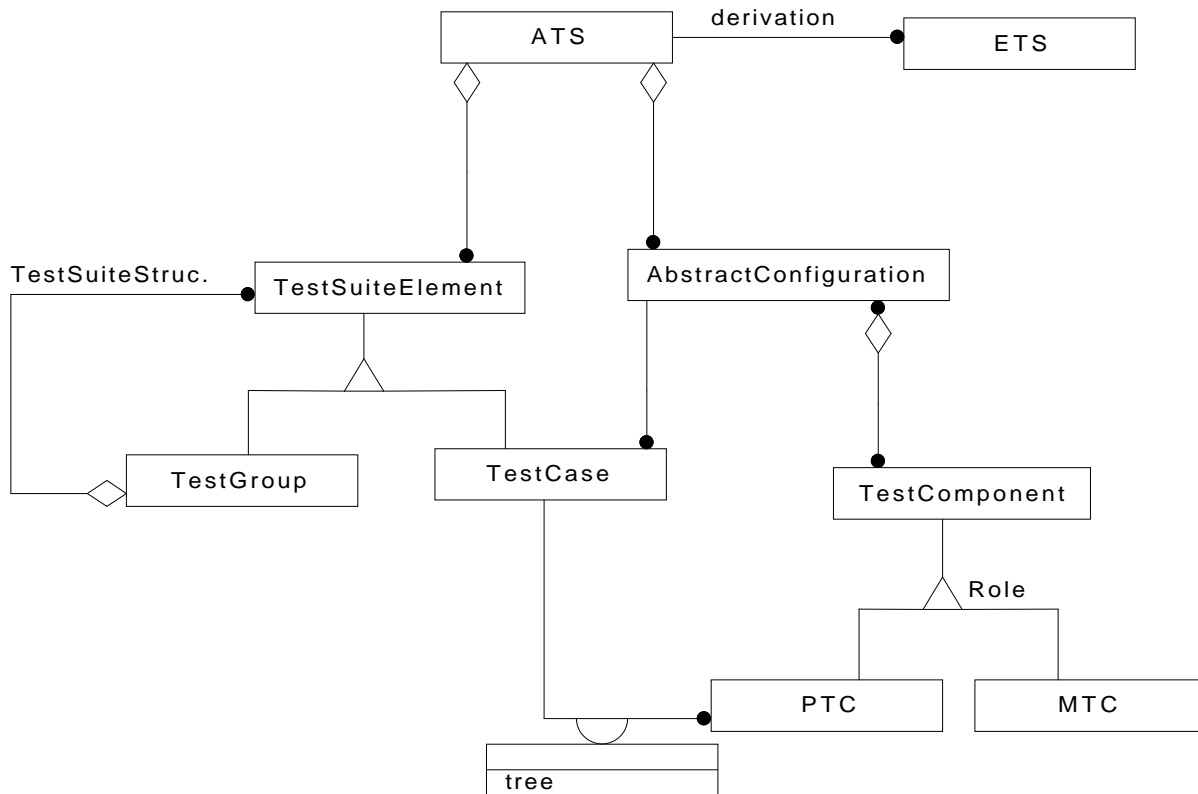 derivation
ATS
ETS
TestSuiteStruc.
TestSuiteElement
AbstractConfiguration
TestGroup
TestCase
TestComponent
Role
PTC
MTC
tree